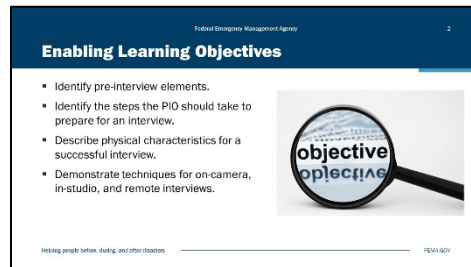 Federal Emergency Management Agency
2
Enabling Learning Objectives
▪ Identify pre-interview elements.
▪ Identify the steps the PIO should take to
prepare for an interview.
▪ Describe physical characteristics for a
successful interview.
▪ Demonstrate techniques for on-camera,
in-studio, and remote interviews.
objective
objective
Helping people before, during, and after disasters
FEMA.GOV